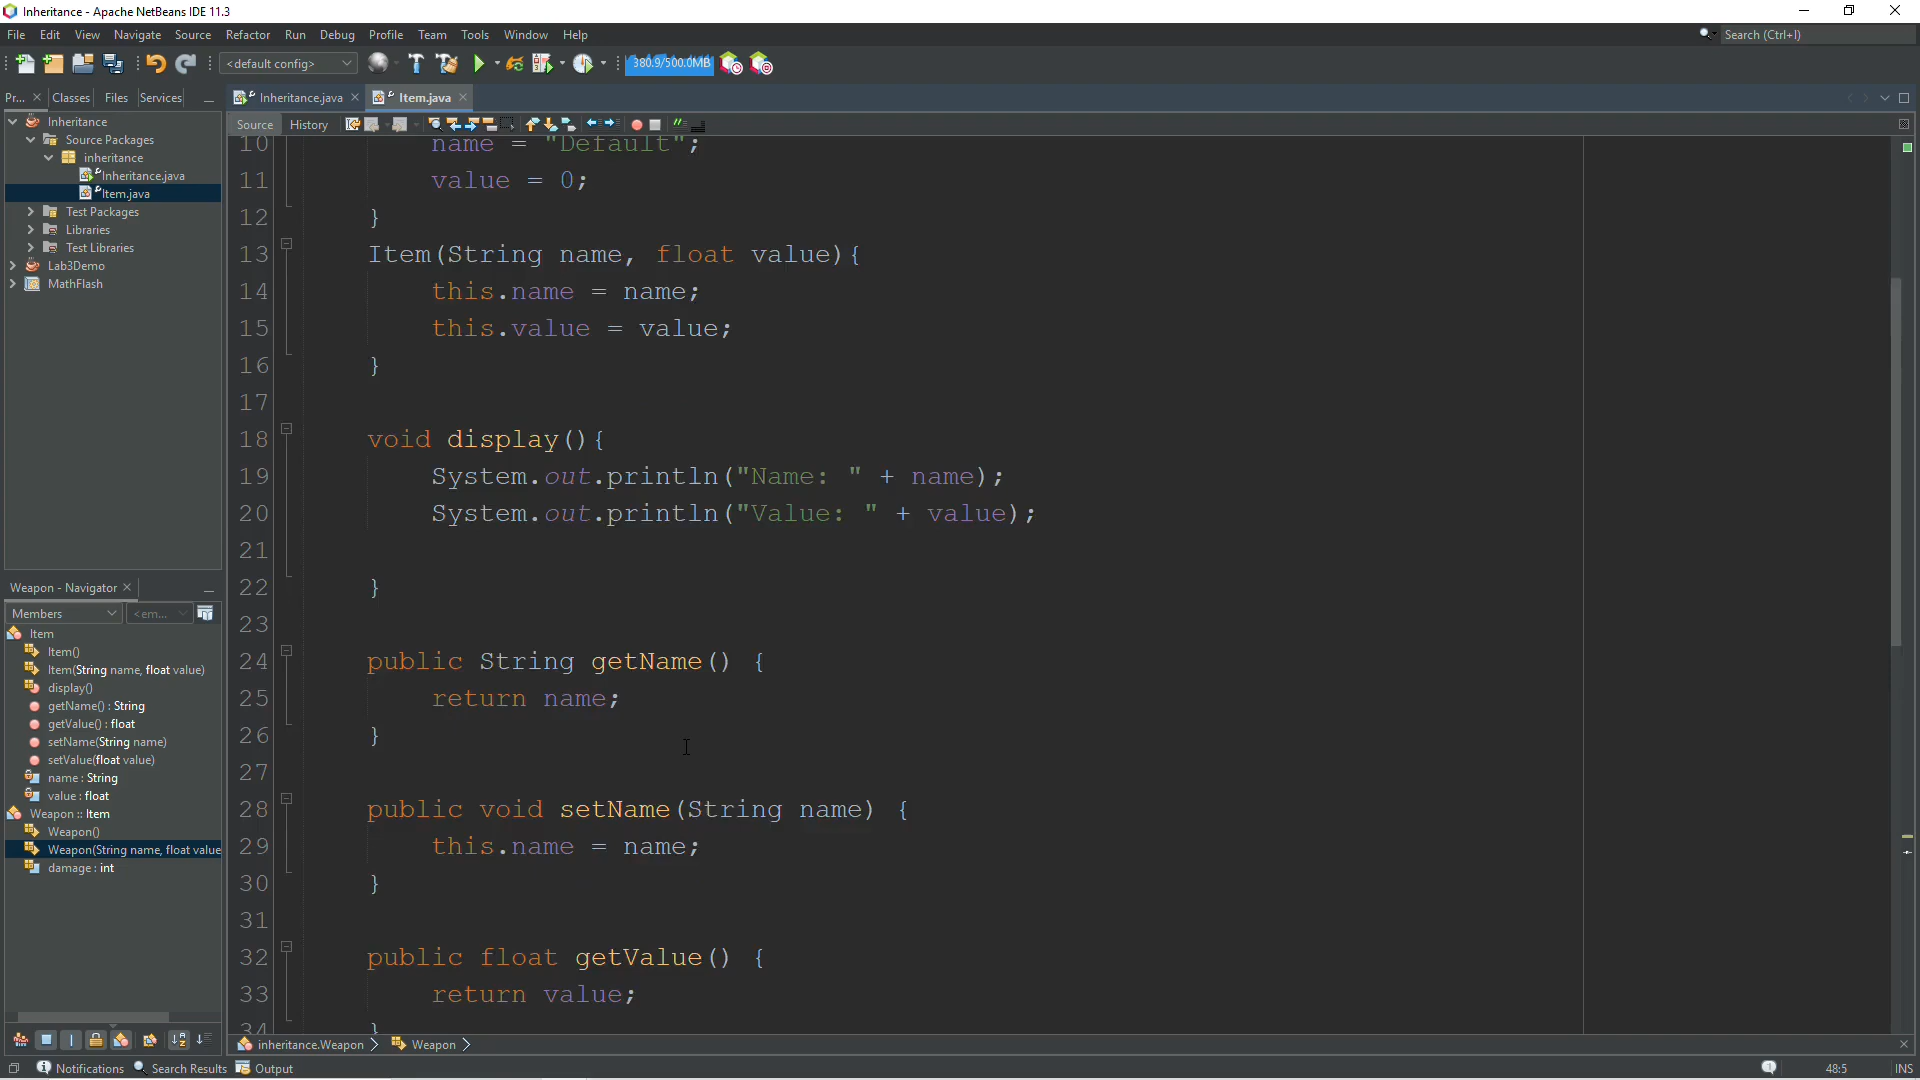 Inheritance - Apache NetBeans IDE 11.3
File Edit View Navigate Source Refactor Run Debug Profile Team Tools Window Help
Search (Ctrl+I)
<default config>
380.9/500.0MB
Pr... Classes Files Services
Inheritance.java Item.java
Source History
Inheritance
Source Packages
inheritance
Inheritance.java
Item.java
Test Packages
Libraries
Test Libraries
Lab3Demo
MathFlash
10 name = "Default";
11 value = 0;
12 }
13 Item(String name, float value){
14 this.name = name;
15 this.value = value;
16 }
17
18 void display(){
19 System.out.println("Name: " + name);
20 System.out.println("Value: " + value);
21
22 }
23
24 public String getName() {
25 return name;
26 }
27
28 public void setName(String name) {
29 this.name = name;
30 }
31
32 public float getValue() {
33 return value;
34 }
Weapon - Navigator
Members <em...
Item
Item()
Item(String name, float value)
display()
getName() : String
getValue() : float
setName(String name)
setValue(float value)
name : String
value : float
Weapon :: Item
Weapon()
Weapon(String name, float value
damage : int
inheritance.Weapon Weapon
Notifications Search Results Output
48:5 INS